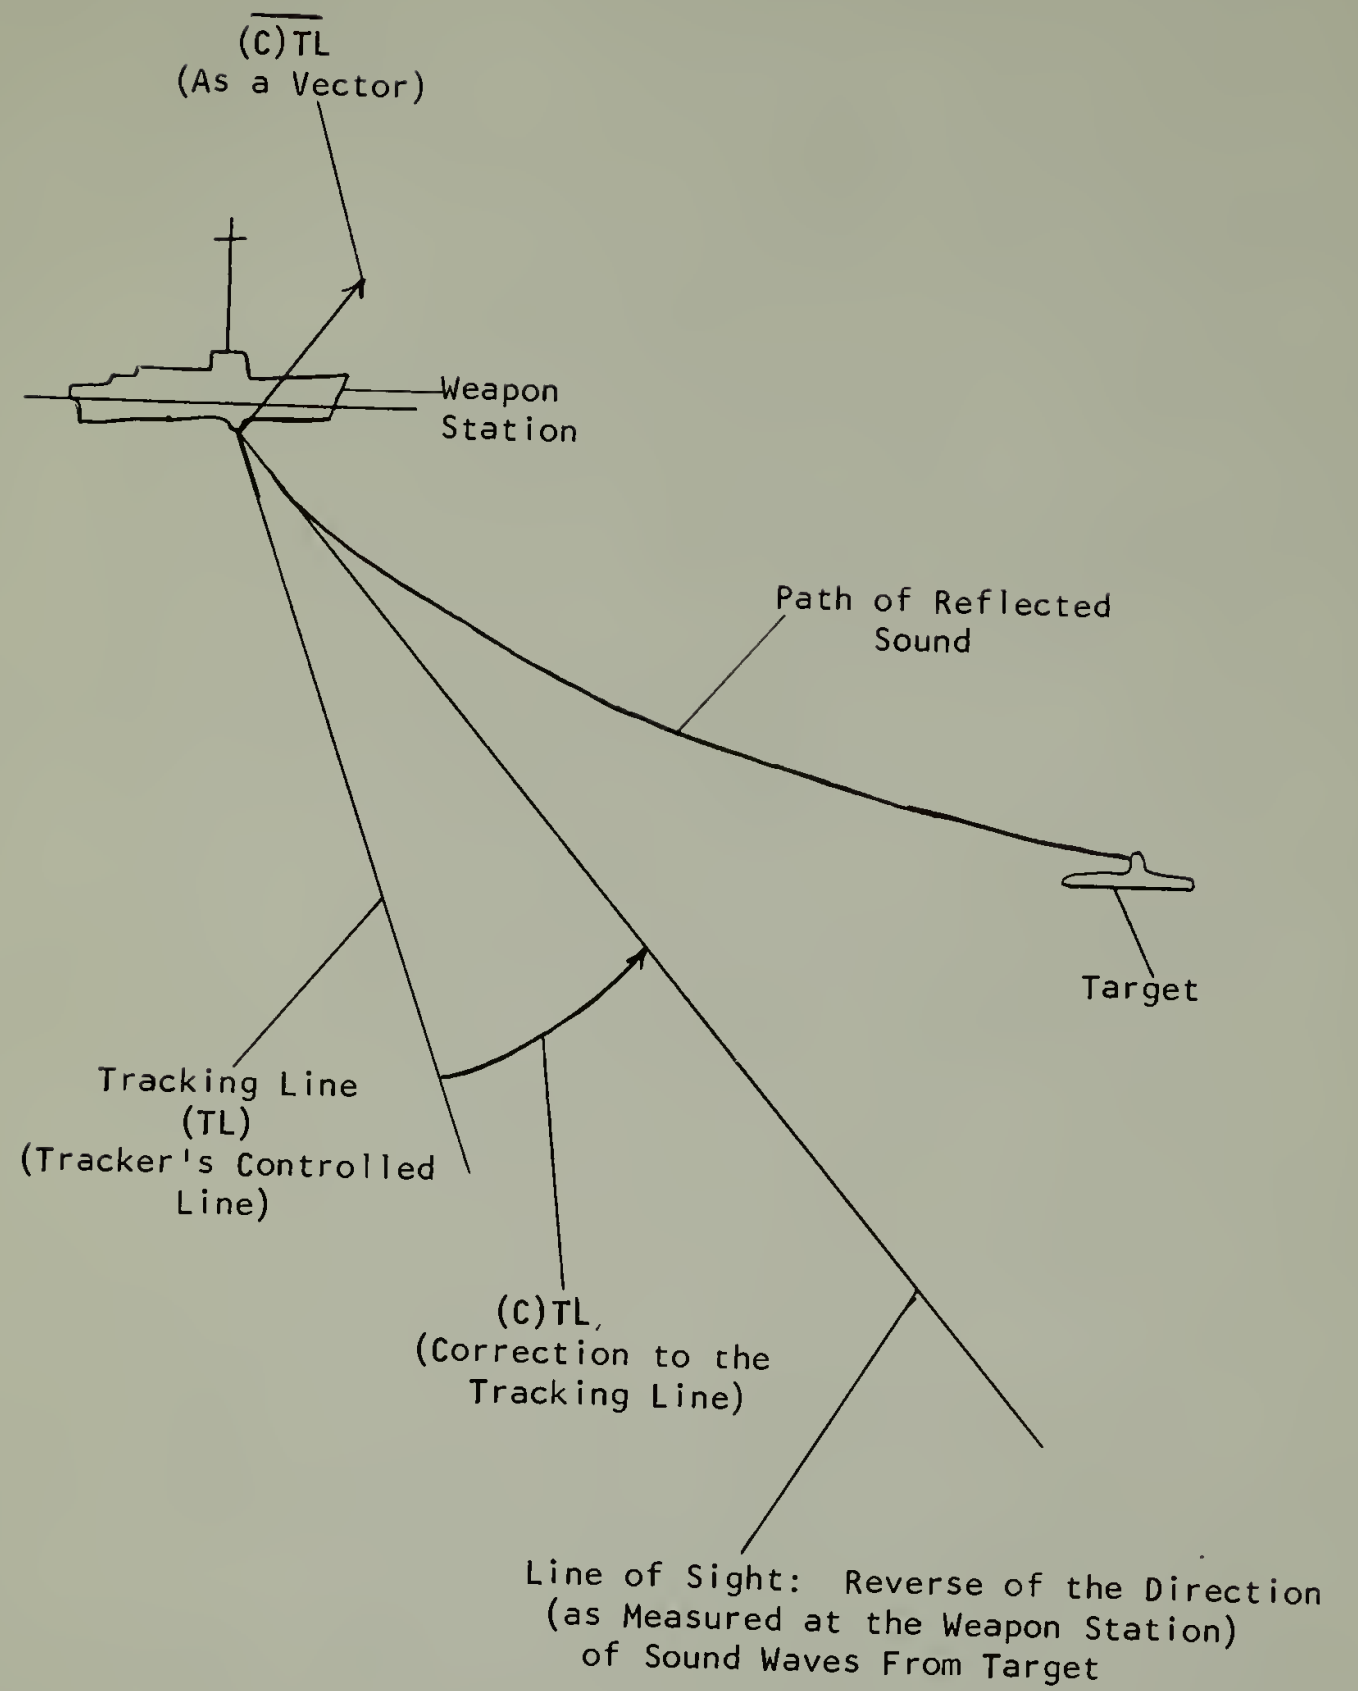 (C)TL
(As a Vector)
Weapon
Station
Path of Reflected
Sound
Target
Tracking Line
(TL)
(Tracker's Controlled
Line)
(C)TL,
(Correction to the
Tracking Line)
Line of Sight: Reverse of the Direction
(as Measured at the Weapon Station)
of Sound Waves From Target